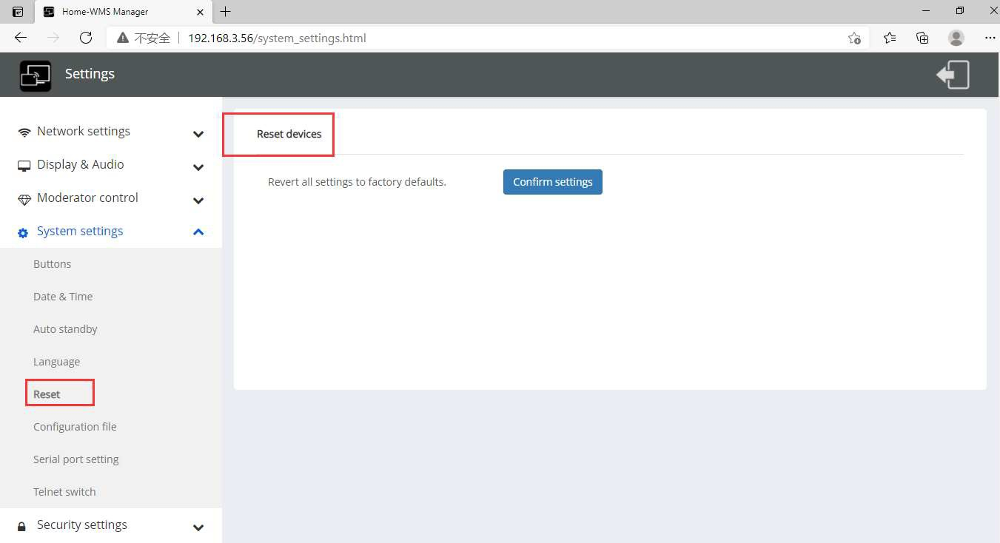 Home-WMS Manager
不安全
192.168.3.56/system_settings.html
Settings
Network settings
Display & Audio
Moderator control
System settings
Buttons
Date & Time
Auto standby
Language
Reset
Configuration file
Serial port setting
Telnet switch
Security settings
Reset devices
Revert all settings to factory defaults.
Confirm settings